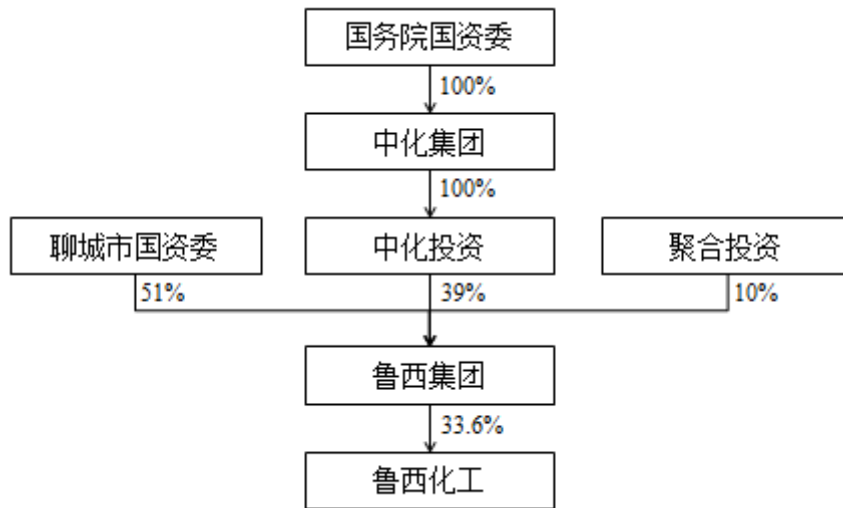 国务院国资委
100%
中化集团
100%
聊城市国资委
中化投资
聚合投资
51%
39%
10%
鲁西集团
33.6%
鲁西化工